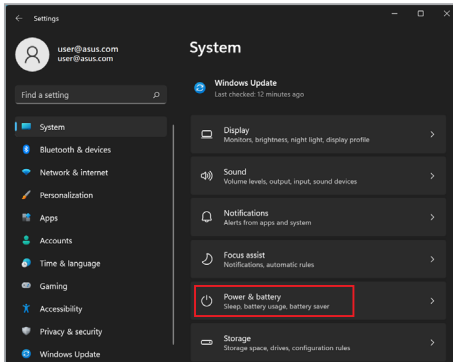 Settings
user@asus.com
user@asus.com
Find a setting
System
Bluetooth & devices
Network & internet
Personalization
Apps
Accounts
Time & language
Gaming
Accessibility
Privacy & security
Windows Update
System
Windows Update
Last checked: 12 minutes ago
Display
Monitors, brightness, night light, display profile
Sound
Volume levels, output, input, sound devices
Notifications
Alerts from apps and system
Focus assist
Notifications, automatic rules
Power & battery
Sleep, battery usage, battery saver
Storage
Storage space, drives, configuration rules